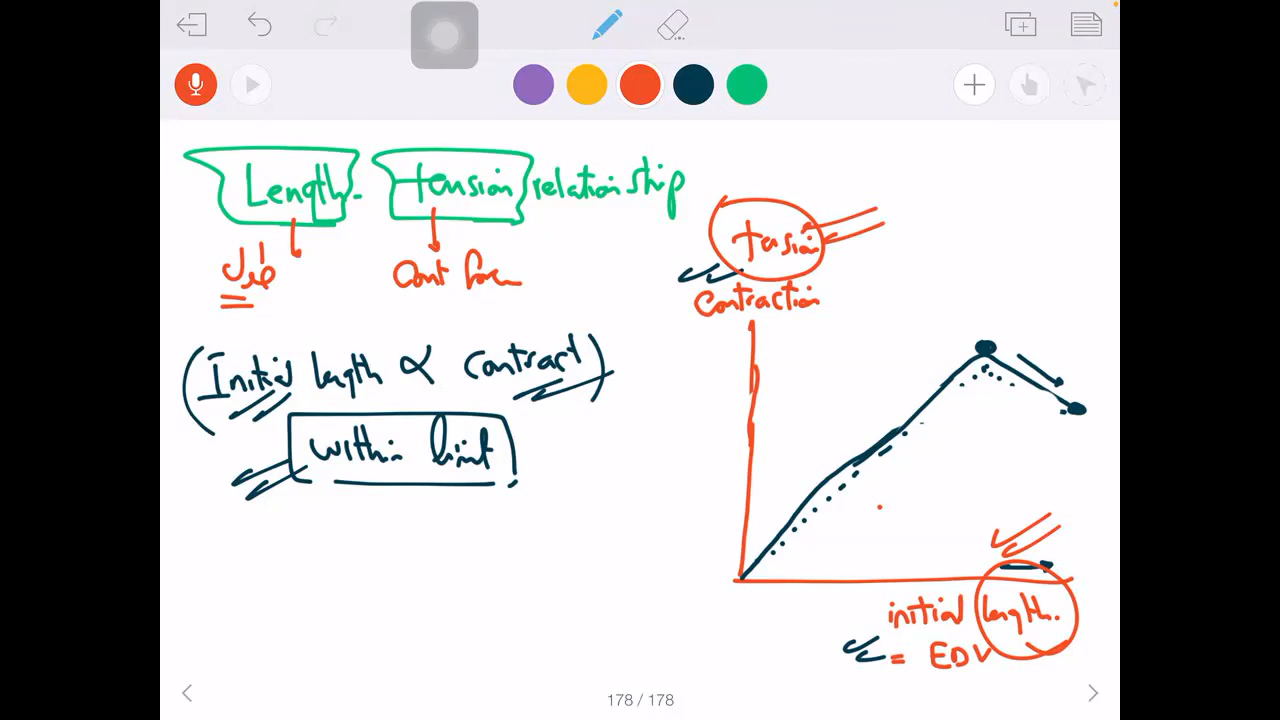 Length - tension relationship
طول
Cont force
(Initial length ∝ contract)
within limit
tension
Contraction
initial length.
= EDV
178 / 178